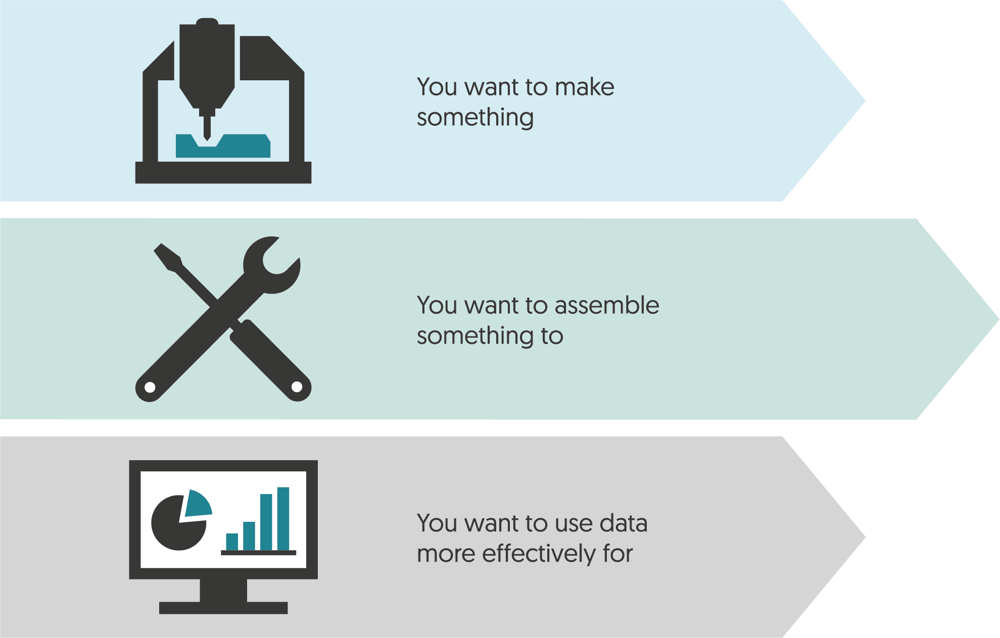 You want to make
something
You want to assemble
something to
You want to use data
more effectively for